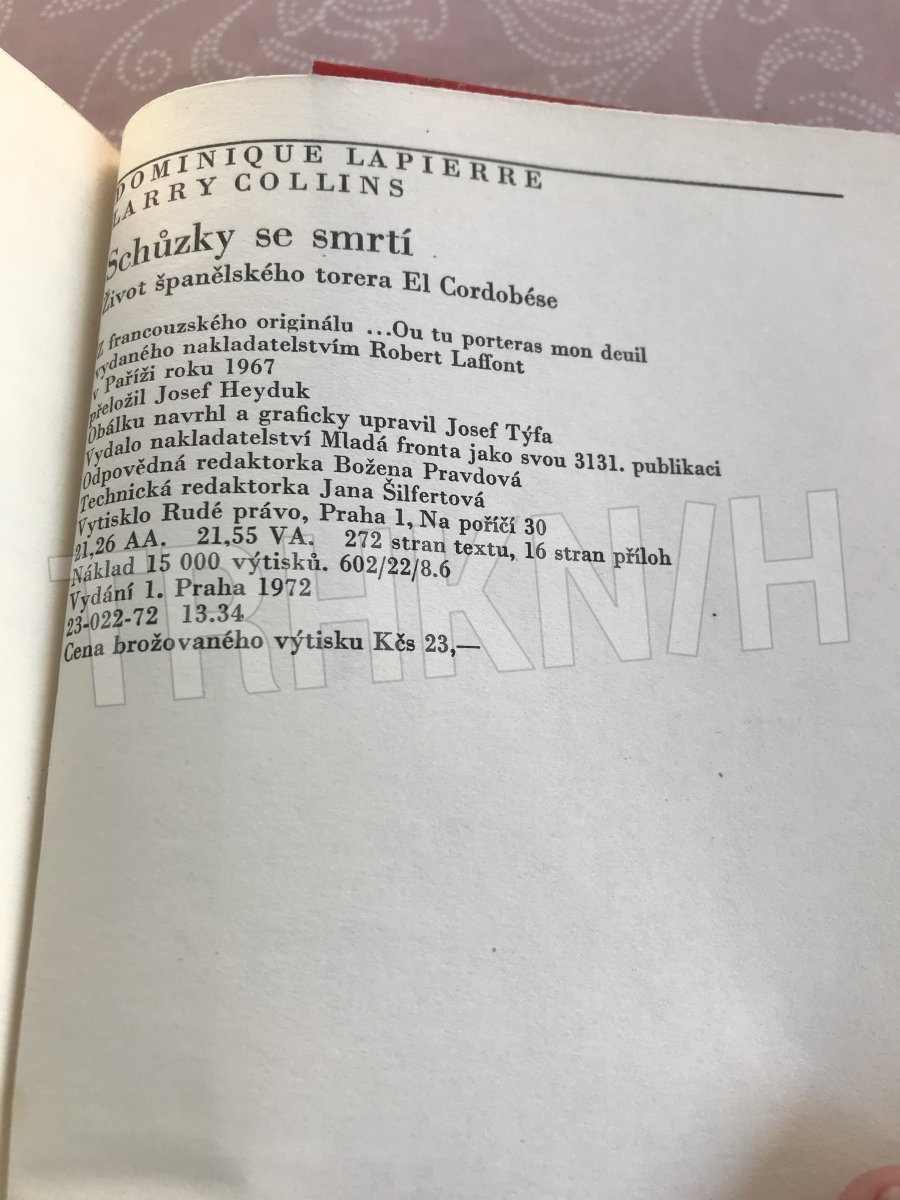 DOMINIQUE LAPIERRE
LARRY COLLINS
Schůzky se smrtí
Život španělského torera El Cordobése
Z francouzského originálu ...Ou tu porteras mon deuil
vydaného nakladatelstvím Robert Laffont
v Paříži roku 1967
přeložil Josef Heyduk
Obálku navrhl a graficky upravil Josef Týfa
Vydalo nakladatelství Mladá fronta jako svou 3131. publikaci
Odpovědná redaktorka Božena Pravdová
Technická redaktorka Jana Šilfertová
Vytisklo Rudé právo, Praha 1, Na poříčí 30
21,26 AA. 21,55 VA. 272 stran textu, 16 stran příloh
Náklad 15 000 výtisků. 602/22/8.6
Vydání 1. Praha 1972
23-022-72 13.34
Cena brožovaného výtisku Kčs 23,—
TRHKN/H